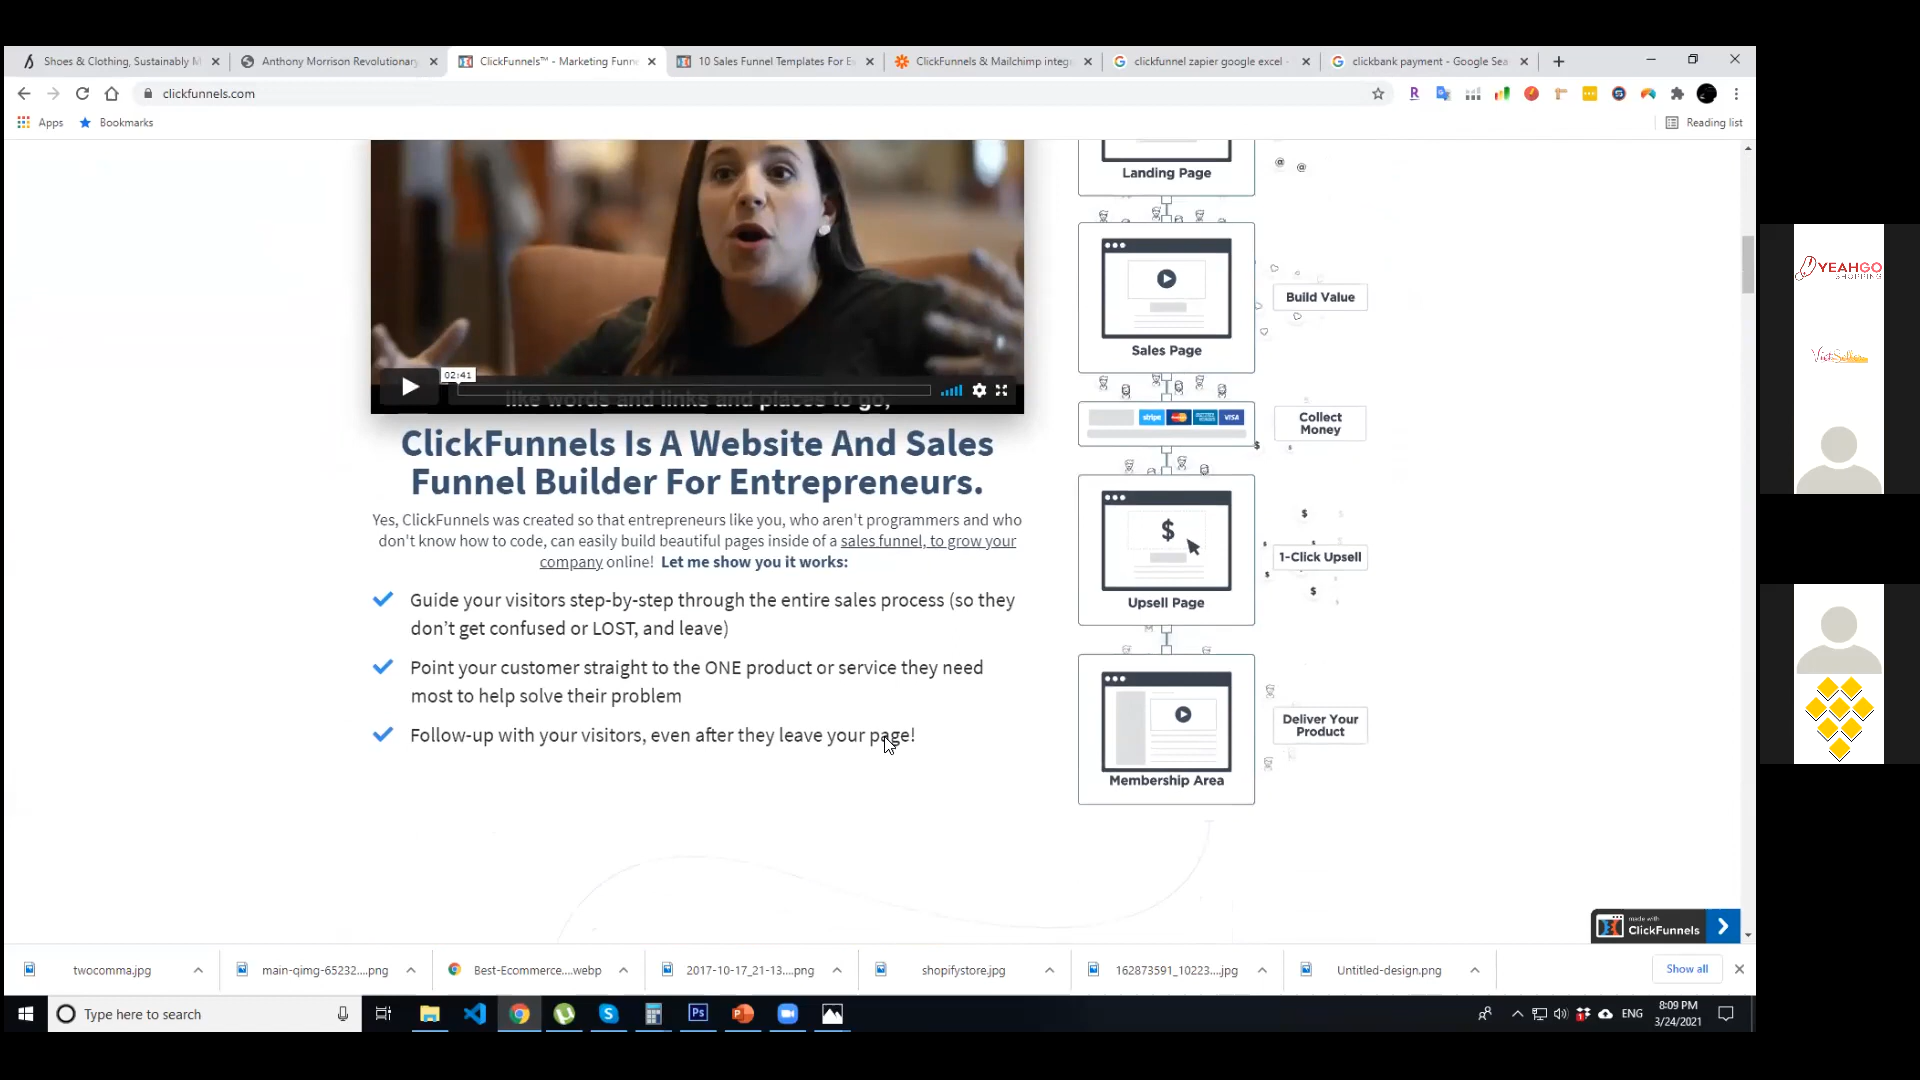 Shoes & Clothing, Sustainably M
Anthony Morrison Revolutionary
ClickFunnels™ - Marketing Funne
10 Sales Funnel Templates For E
ClickFunnels & Mailchimp integ
clickfunnel zapier google excel -
clickbank payment - Google Sea
clickfunnels.com
Apps
Bookmarks
Reading list
Landing Page
Sales Page
Build Value
stripe
VISA
Collect
Money
Upsell Page
1-Click Upsell
Membership Area
Deliver Your
Product
02:41
like words and links and places to go,
ClickFunnels Is A Website And Sales
Funnel Builder For Entrepreneurs.
Yes, ClickFunnels was created so that entrepreneurs like you, who aren't programmers and who
don't know how to code, can easily build beautiful pages inside of a sales funnel, to grow your
company online! Let me show you it works:
Guide your visitors step-by-step through the entire sales process (so they
don't get confused or LOST, and leave)
Point your customer straight to the ONE product or service they need
most to help solve their problem
Follow-up with your visitors, even after they leave your page!
made with
ClickFunnels
YEAHGO
SHOPPING
twocomma.jpg
main-qimg-65232....png
Best-Ecommerce....webp
2017-10-17_21-13....png
shopifystore.jpg
162873591_10223....jpg
Untitled-design.png
Show all
Type here to search
Ps
ENG
8:09 PM
3/24/2021